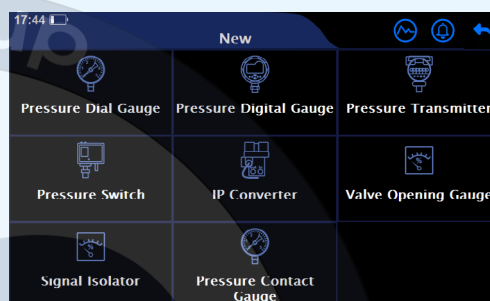 17:44
New
Pressure Dial Gauge
Pressure Digital Gauge
Pressure Transmitter
Pressure Switch
IP Converter
Valve Opening Gauge
Signal Isolator
Pressure Contact
Gauge